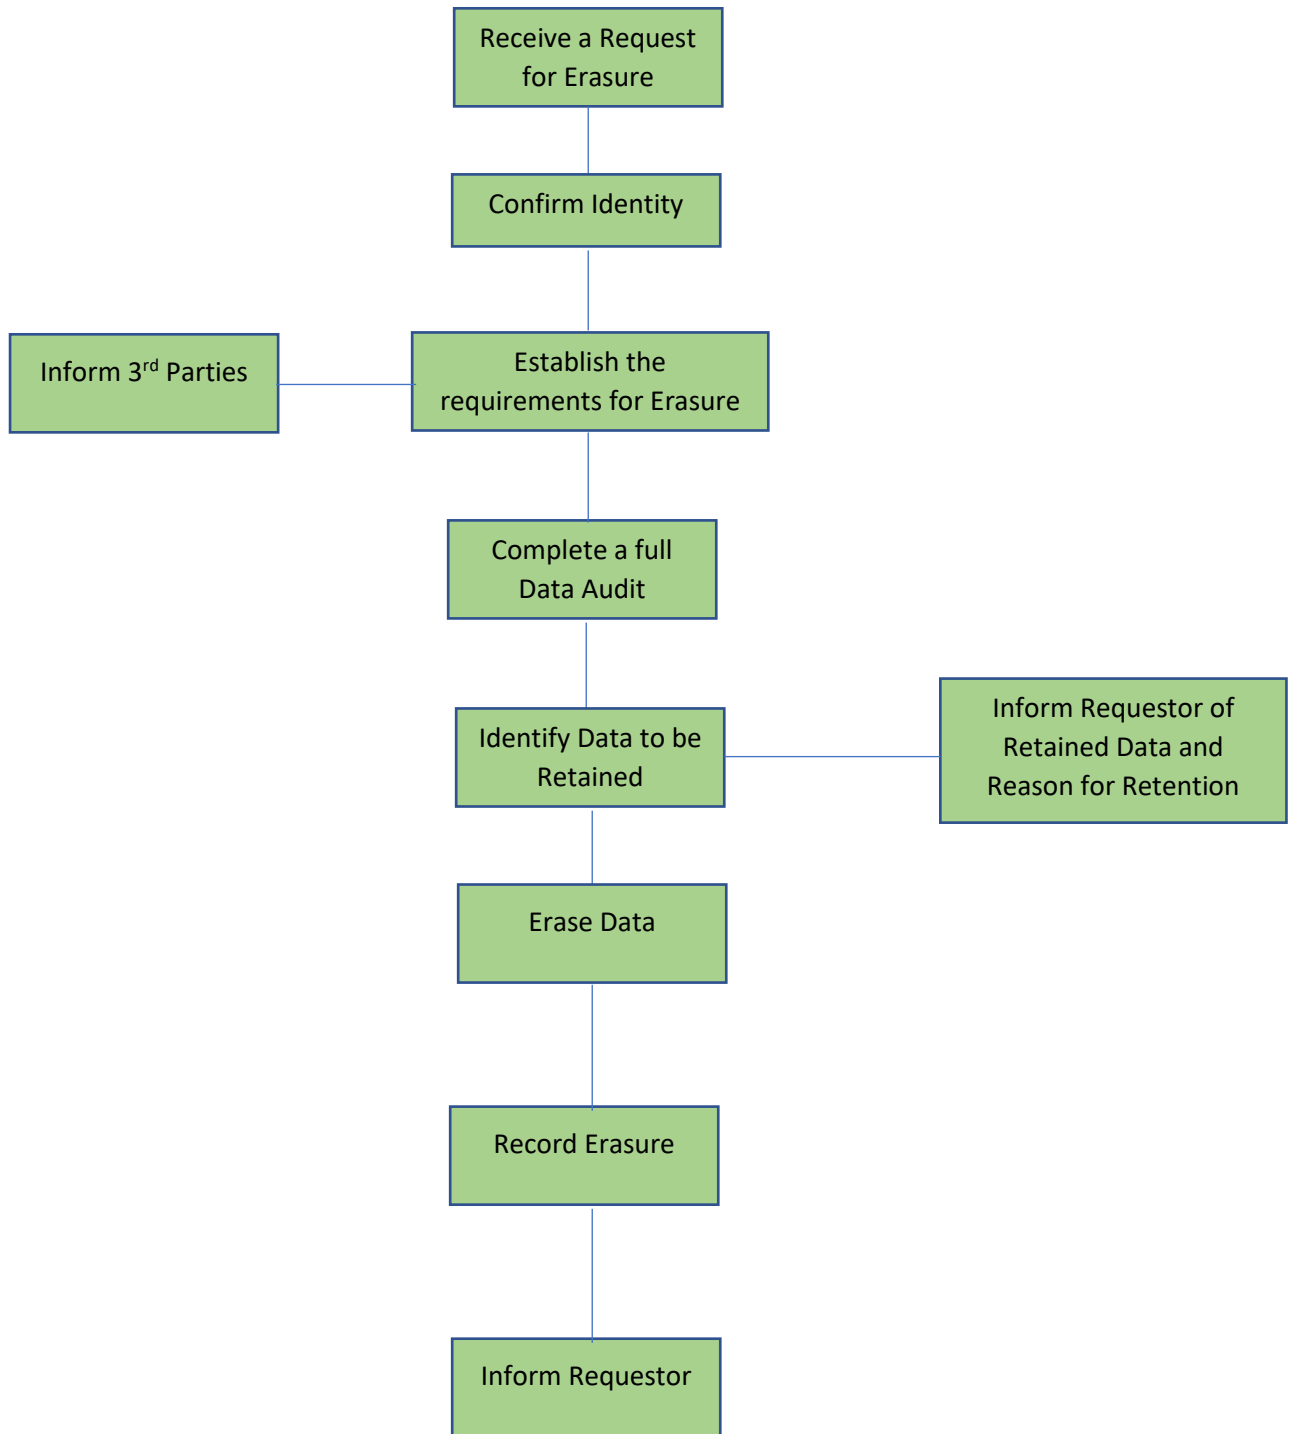 Receive a Request
for Erasure
Confirm Identity
Inform 3rd Parties
Establish the
requirements for Erasure
Complete a full
Data Audit
Identify Data to be
Retained
Inform Requestor of
Retained Data and
Reason for Retention
Erase Data
Record Erasure
Inform Requestor